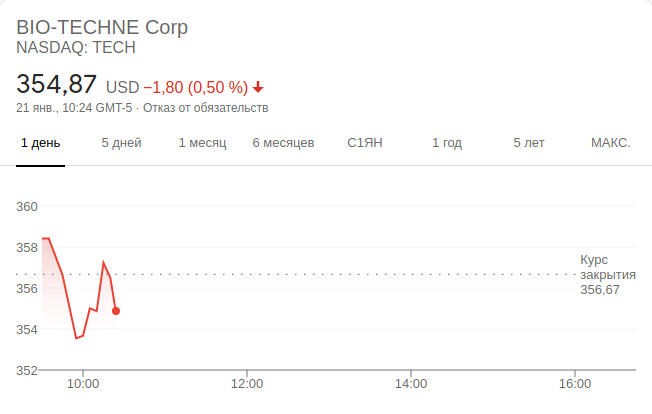 BIO-TECHNE Corp
NASDAQ: TECH
354,87 USD −1,80 (0,50 %)
21 янв., 10:24 GMT-5 · Отказ от обязательств
1 день 5 дней 1 месяц 6 месяцев С1ЯН 1 год 5 лет МАКС.
360
358
Курс
закрытия
356,67
356
354
352
10:00 12:00 14:00 16:00